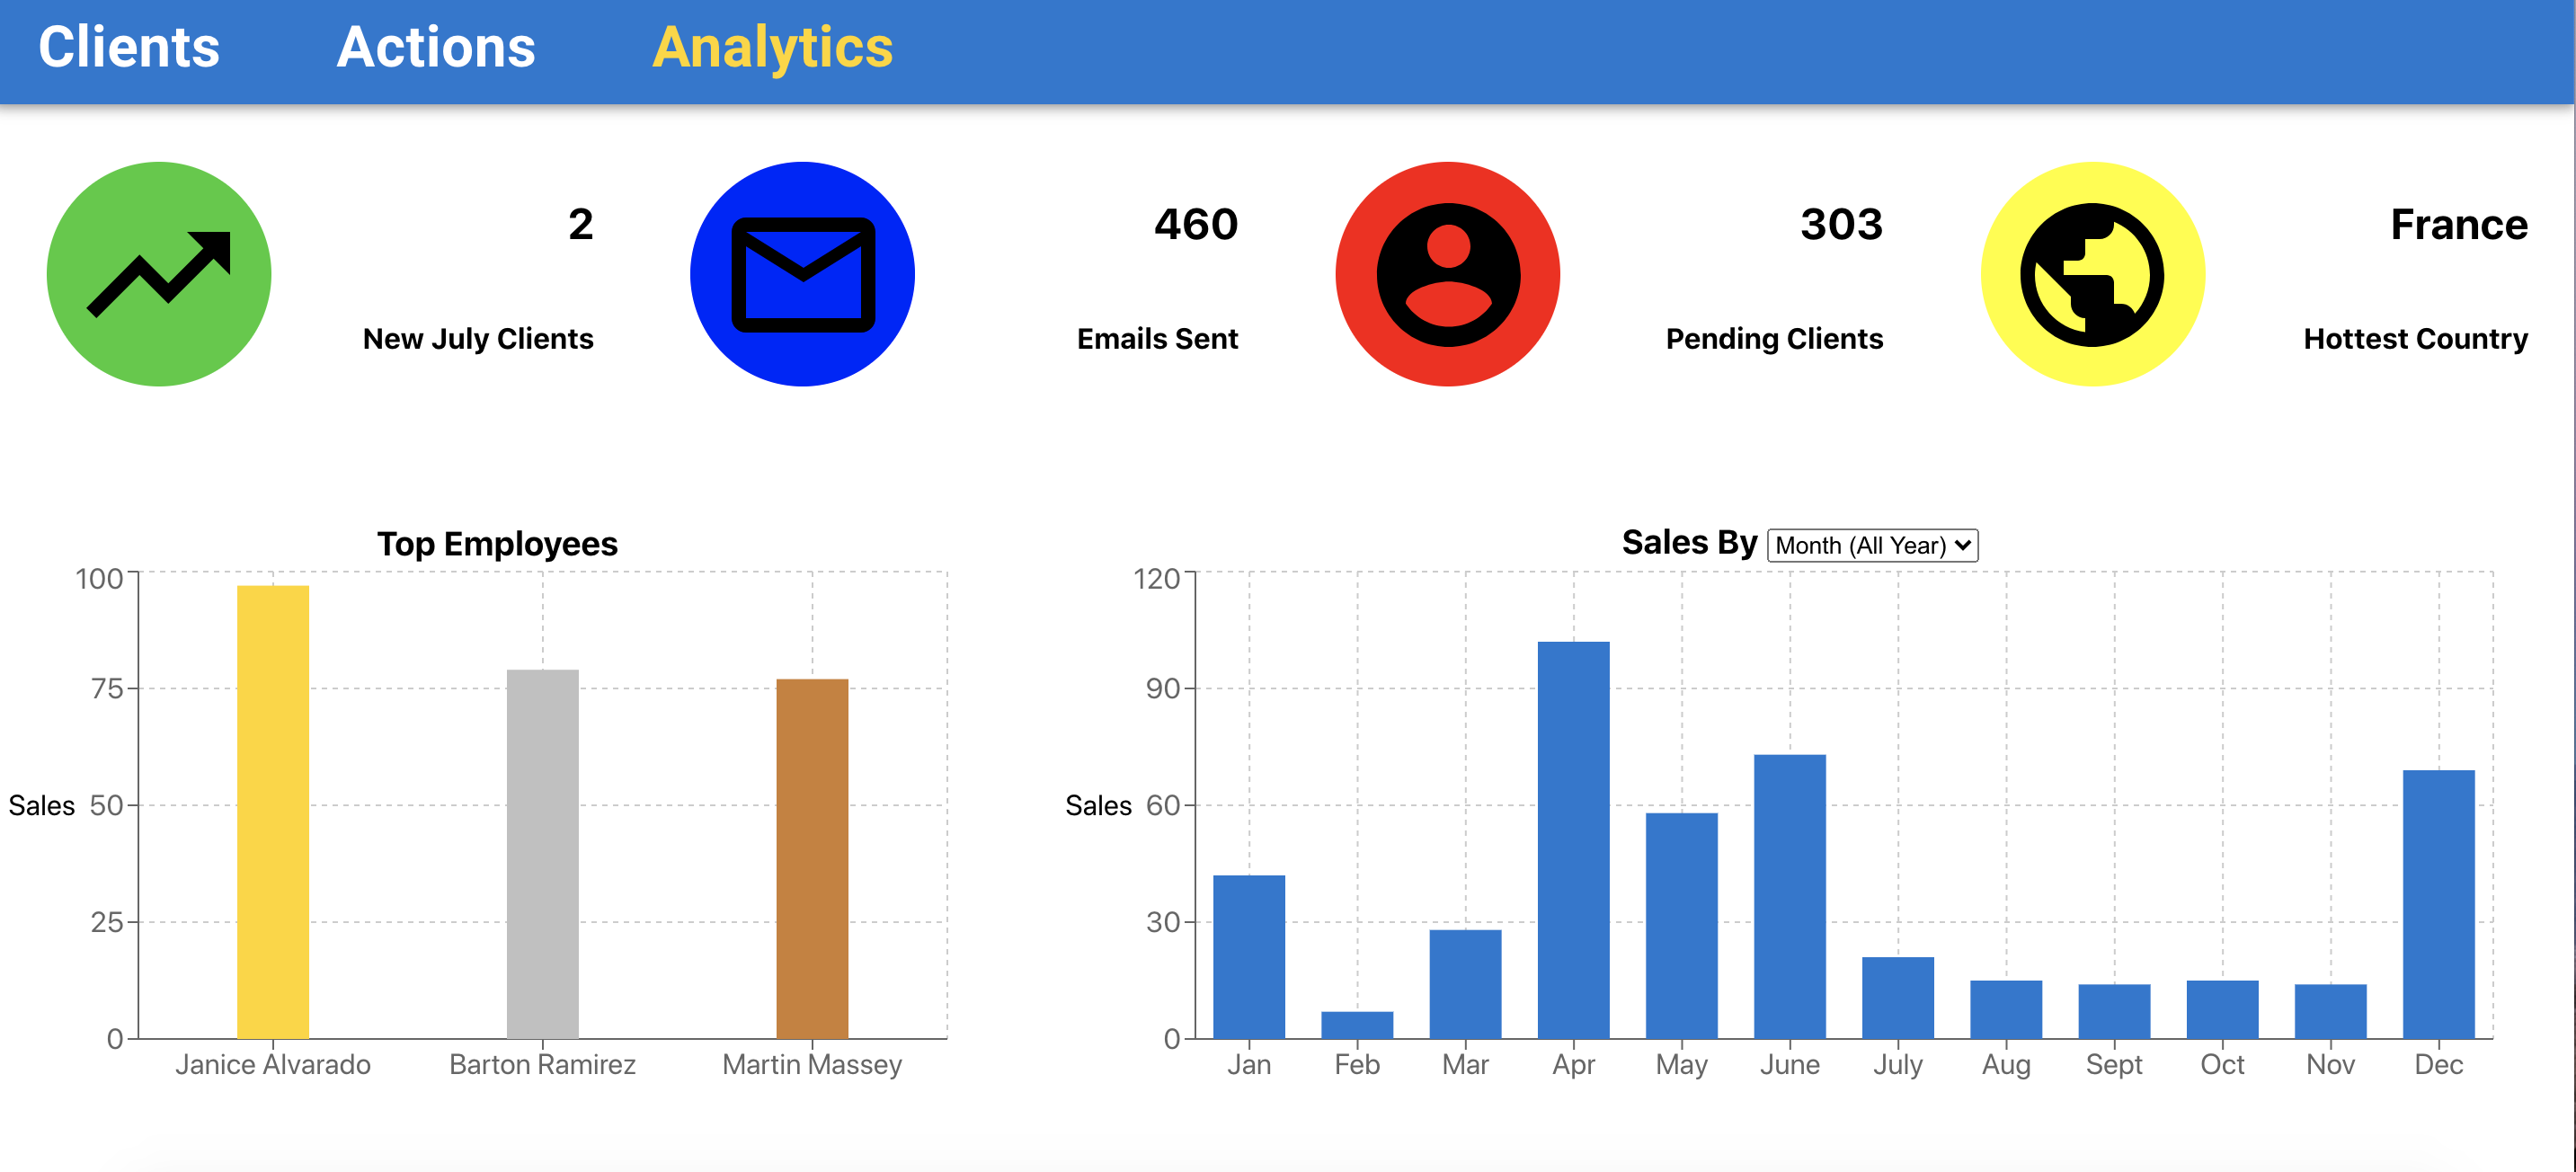 Clients Actions Analytics
2
New July Clients
460
Emails Sent
303
Pending Clients
France
Hottest Country
Top Employees
100
75
Sales 50
25
0
Janice Alvarado Barton Ramirez Martin Massey
Sales By Month (All Year)
120
90
Sales 60
30
0
Jan Feb Mar Apr May June July Aug Sept Oct Nov Dec